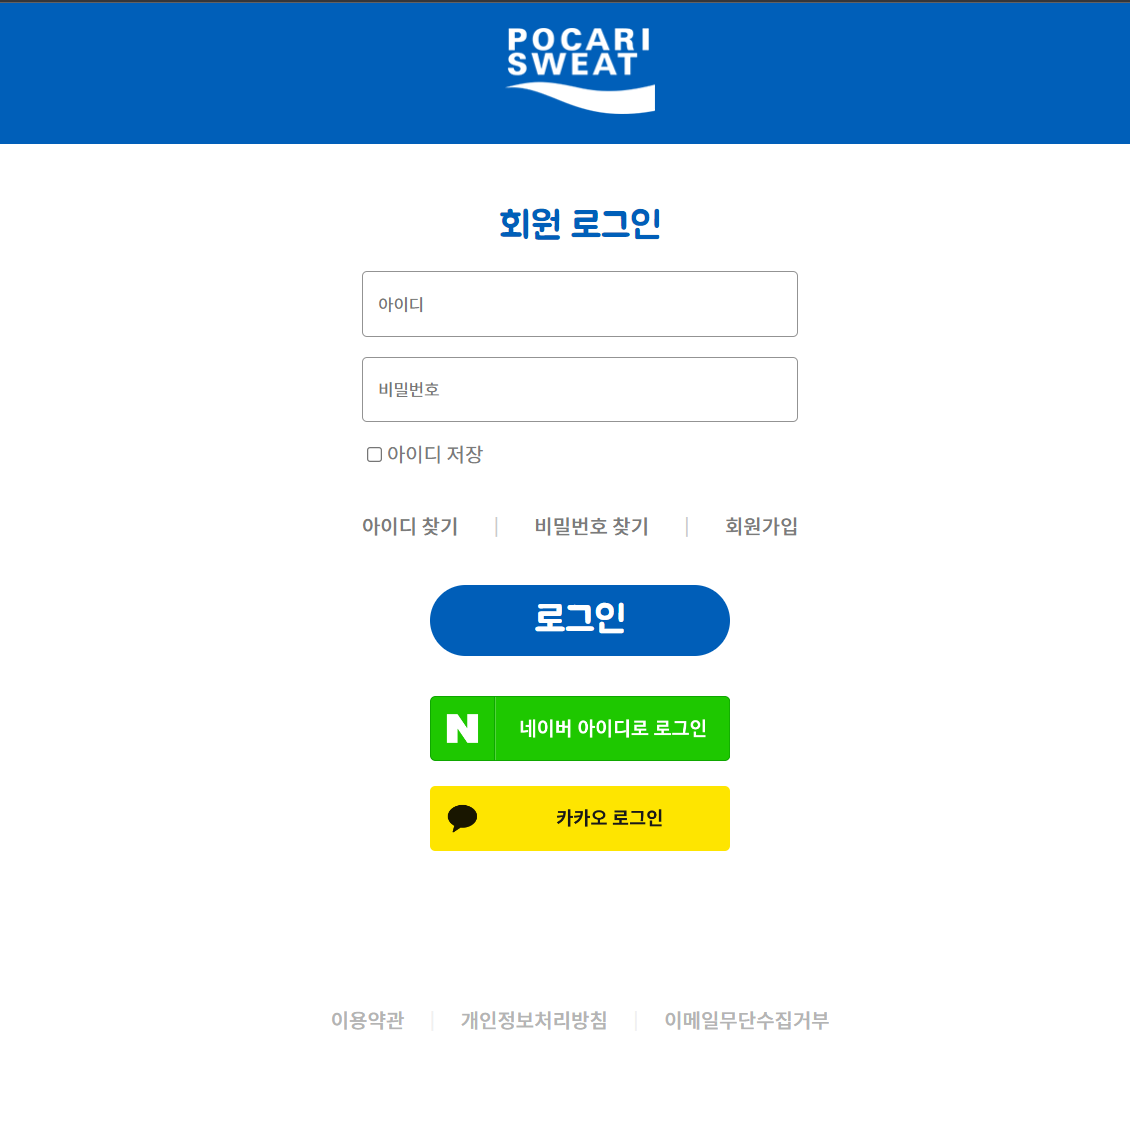 POCARI
SWEAT
회원 로그인
아이디
비밀번호
아이디 저장
아이디 찾기 | 비밀번호 찾기 | 회원가입
로그인
N 네이버 아이디로 로그인
카카오 로그인
이용약관 | 개인정보처리방침 | 이메일무단수집거부